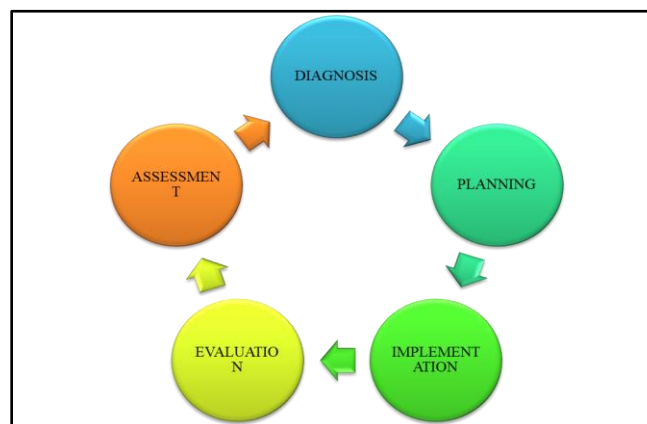 DIAGNOSIS
PLANNING
IMPLEMENT
ATION
EVALUATIO
N
ASSESSMEN
T